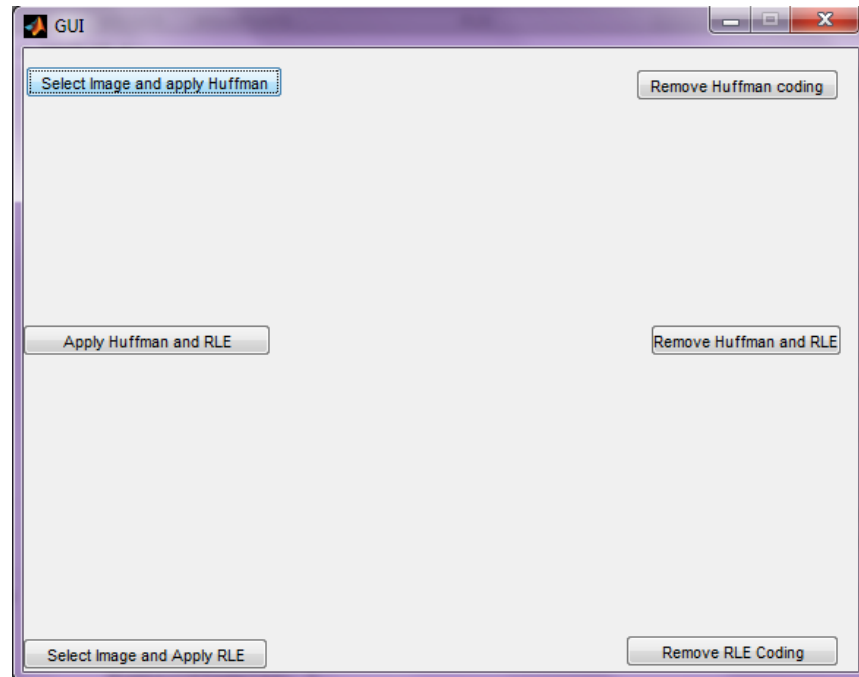 GUI
Select Image and apply Huffman
Remove Huffman coding
Apply Huffman and RLE
Remove Huffman and RLE
Select Image and Apply RLE
Remove RLE Coding